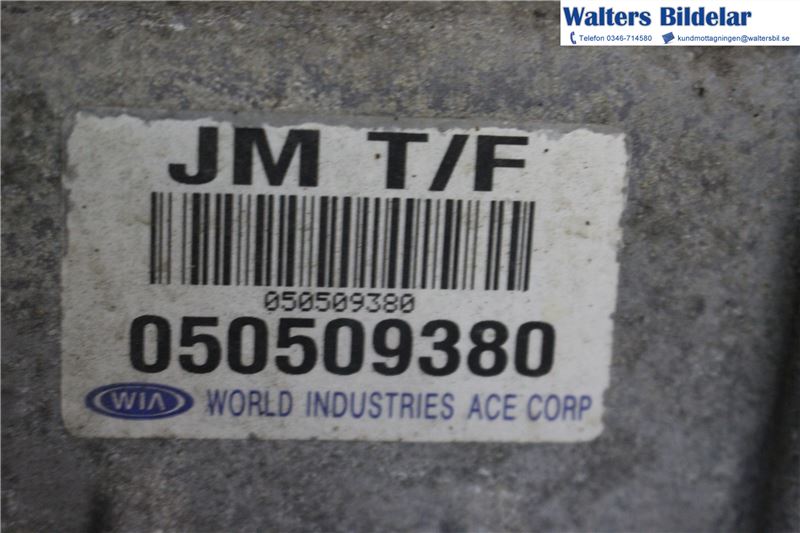 Walters Bildelar
Telefon 0346-714580 kundmottagningen@waltersbil.se
JM T/F
050509380
050509380
WIA WORLD INDUSTRIES ACE CORP